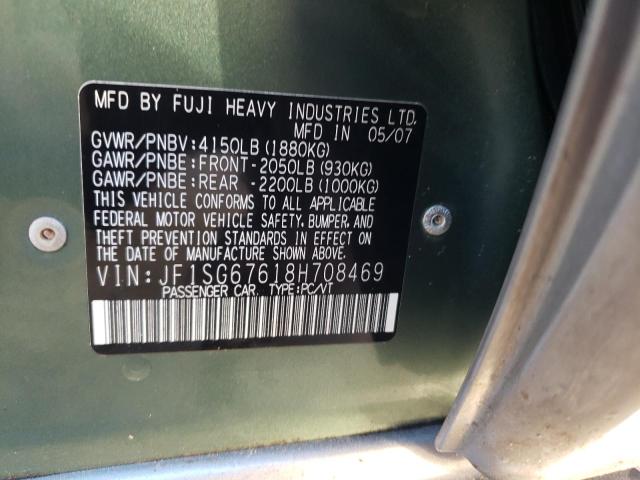 MFD BY FUJI HEAVY INDUSTRIES LTD.
MFD IN 05/07
GVWR/PNBV:4150LB (1880KG)
GAWR/PNBE:FRONT-2050LB (930KG)
GAWR/PNBE:REAR -2200LB (1000KG)
THIS VEHICLE CONFORMS TO ALL APPLICABLE
FEDERAL MOTOR VEHICLE SAFETY, BUMPER, AND
THEFT PREVENTION STANDARDS IN EFFECT ON
THE DATE OF MANUFACTURE SHOWN ABOVE.
VIN:JF1SG67618H708469
PASSENGER CAR. TYPE:PC/VT